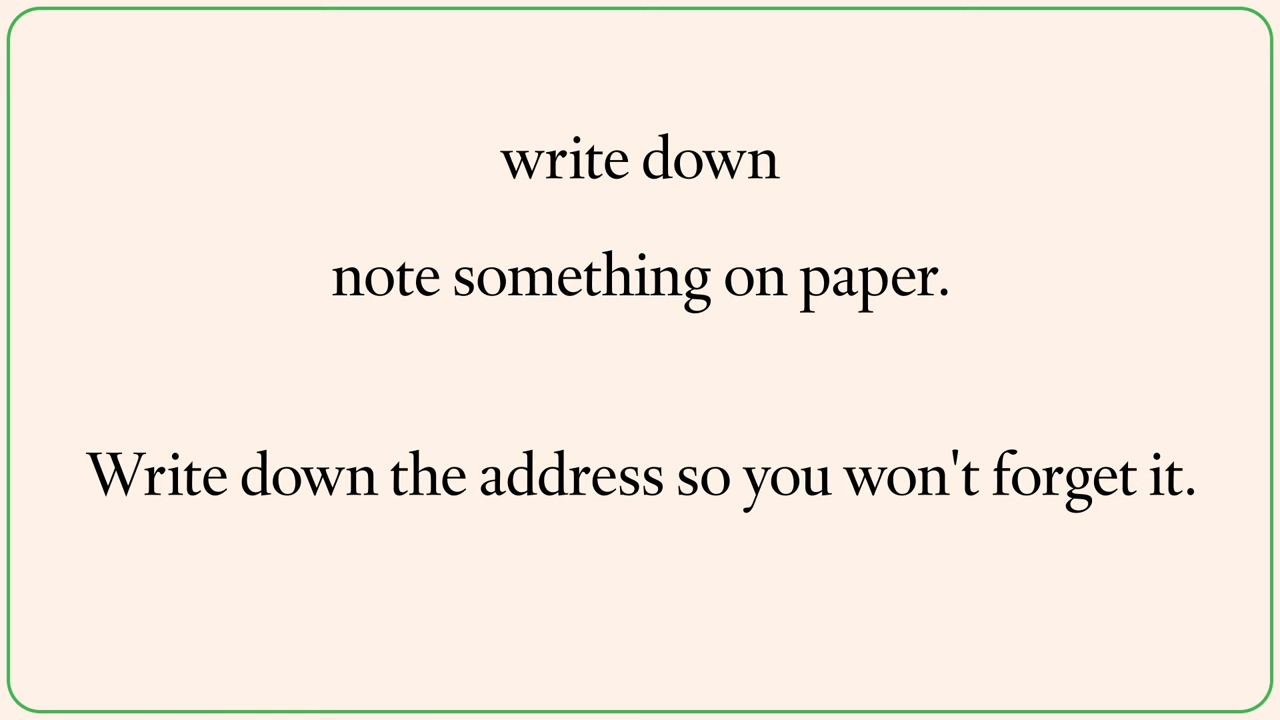 write down
note something on paper.
Write down the address so you won't forget it.